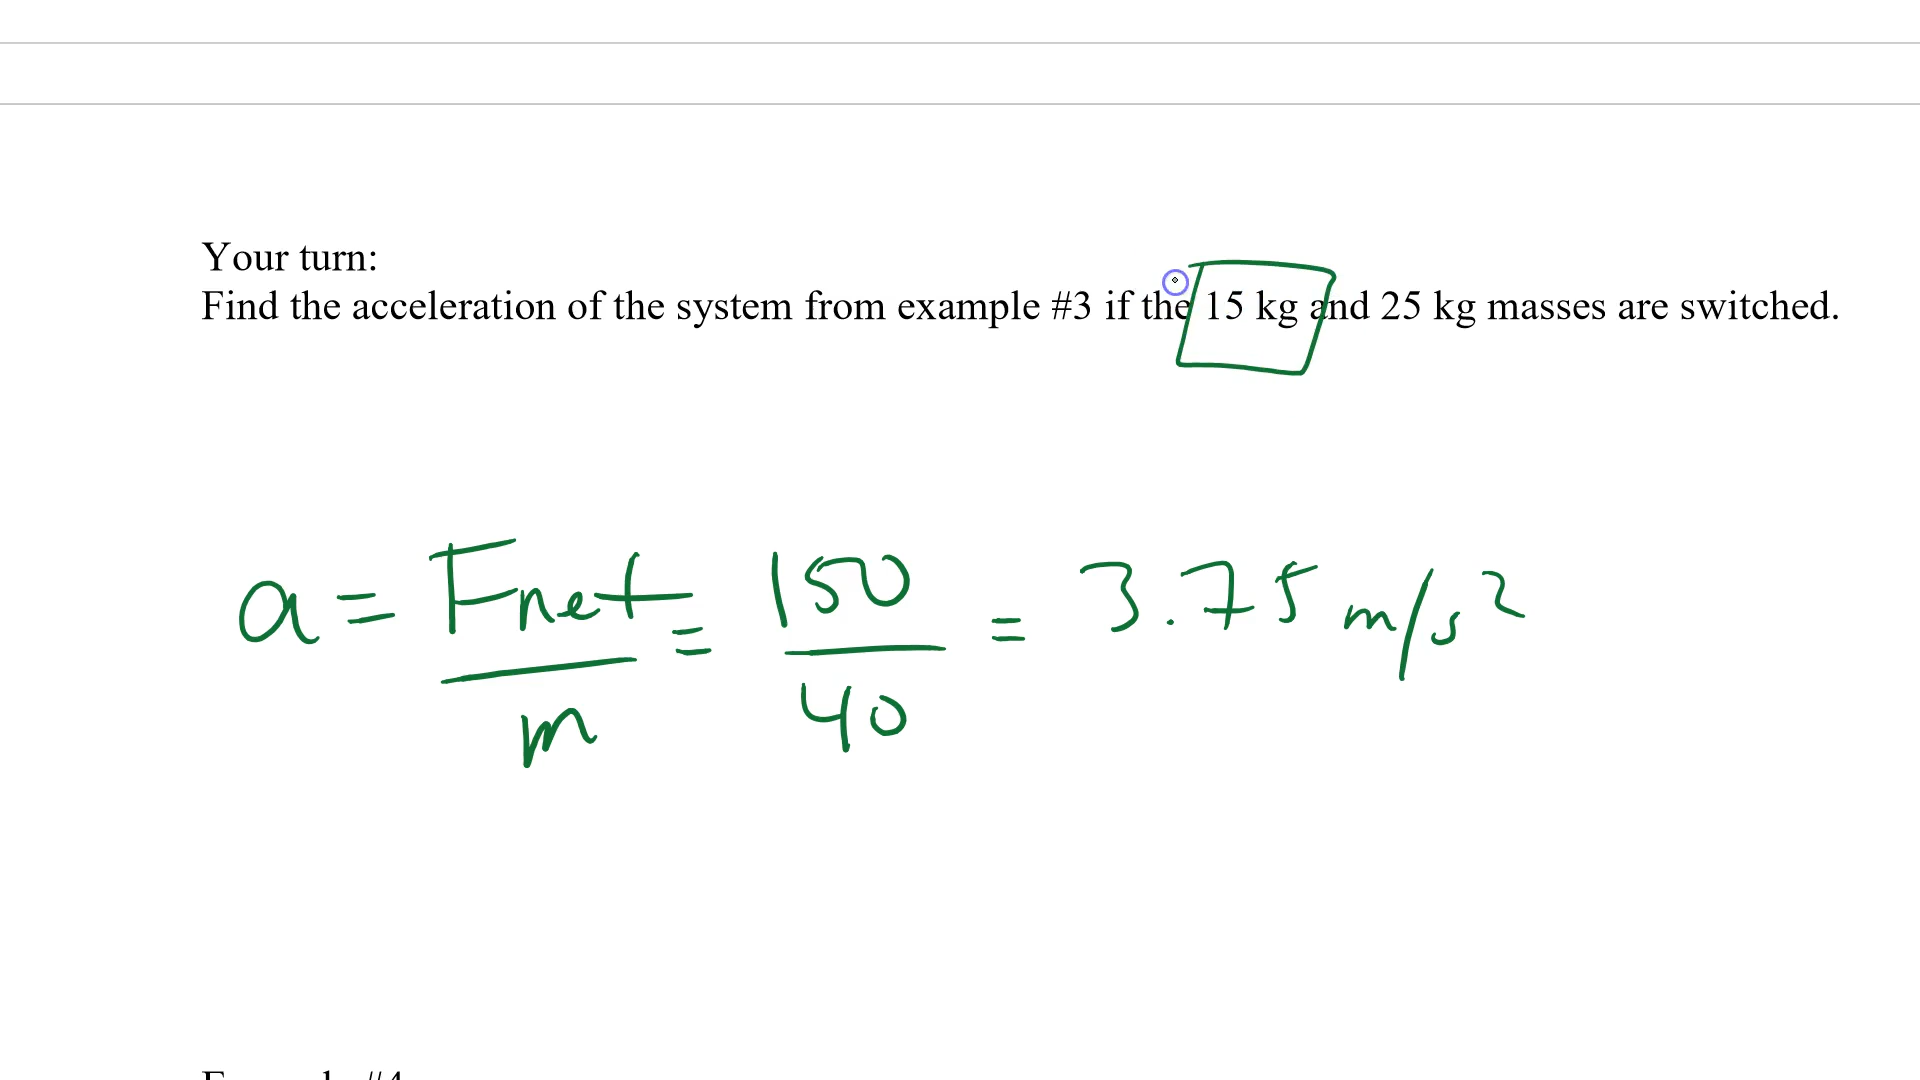 Your turn:
Find the acceleration of the system from example #3 if the 15 kg and 25 kg masses are switched.
a = Fnet/m = 150/40 = 3.75 m/s²